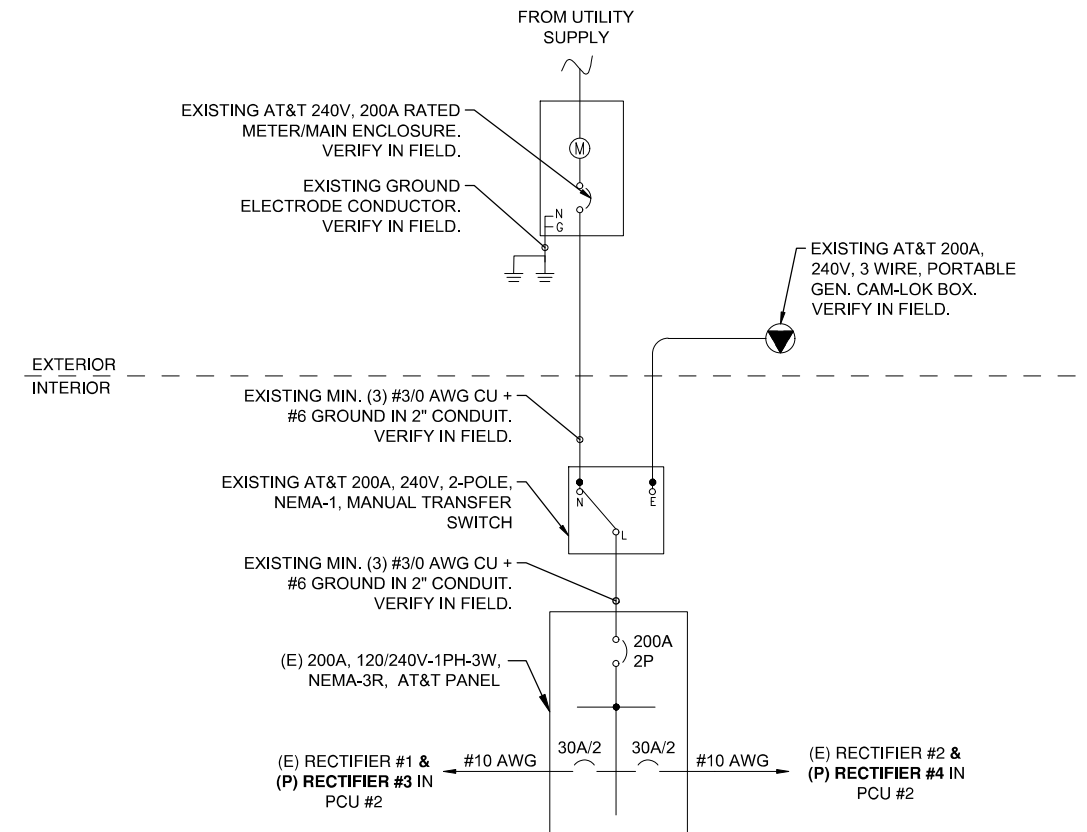 FROM UTILITY
SUPPLY
EXISTING AT&T 240V, 200A RATED
METER/MAIN ENCLOSURE.
VERIFY IN FIELD.
M
EXISTING GROUND
ELECTRODE CONDUCTOR.
VERIFY IN FIELD.
N
G
EXISTING AT&T 200A,
240V, 3 WIRE, PORTABLE
GEN. CAM-LOK BOX.
VERIFY IN FIELD.
EXTERIOR
INTERIOR
EXISTING MIN. (3) #3/0 AWG CU +
#6 GROUND IN 2" CONDUIT.
VERIFY IN FIELD.
EXISTING AT&T 200A, 240V, 2-POLE,
NEMA-1, MANUAL TRANSFER
SWITCH
N
E
L
EXISTING MIN. (3) #3/0 AWG CU +
#6 GROUND IN 2" CONDUIT.
VERIFY IN FIELD.
200A
2P
(E) 200A, 120/240V-1PH-3W,
NEMA-3R, AT&T PANEL
30A/2
30A/2
#10 AWG
#10 AWG
(E) RECTIFIER #1 &
(P) RECTIFIER #3 IN
PCU #2
(E) RECTIFIER #2 &
(P) RECTIFIER #4 IN
PCU #2